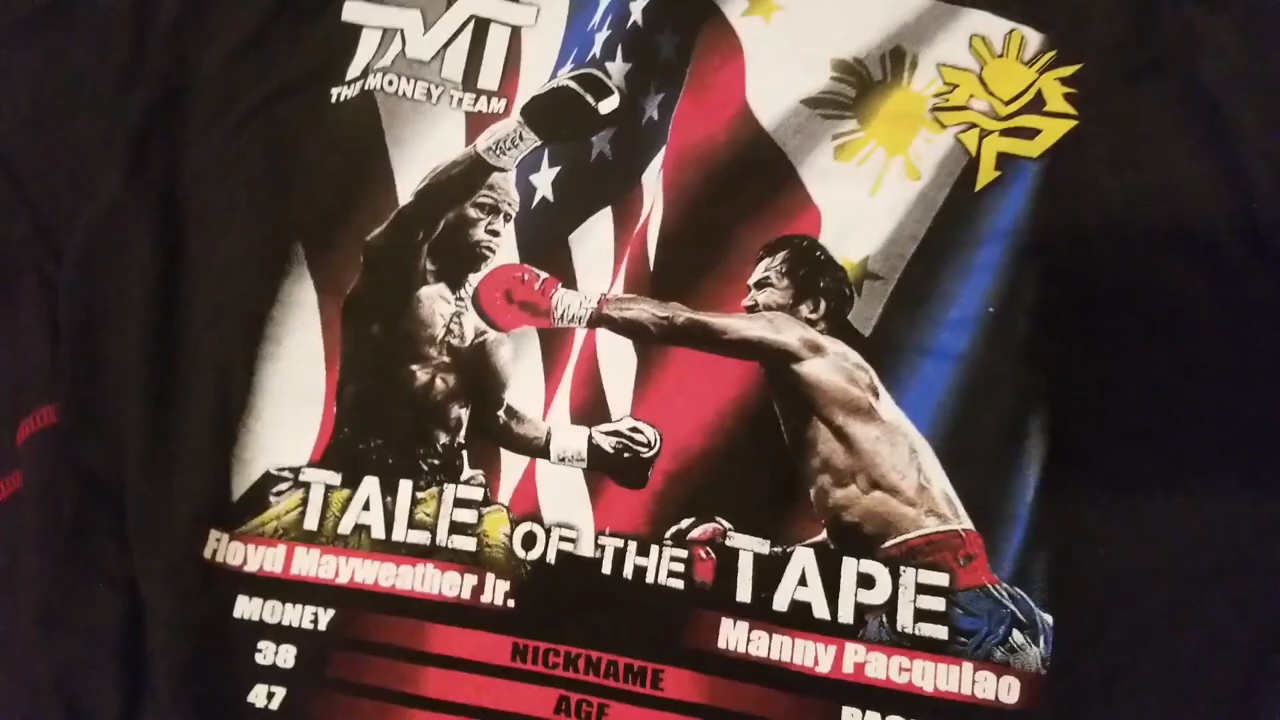 TMT
THE MONEY TEAM
TALE OF THE TAPE
Floyd Mayweather Jr.
Manny Pacquiao
MONEY
NICKNAME
38
AGE
47